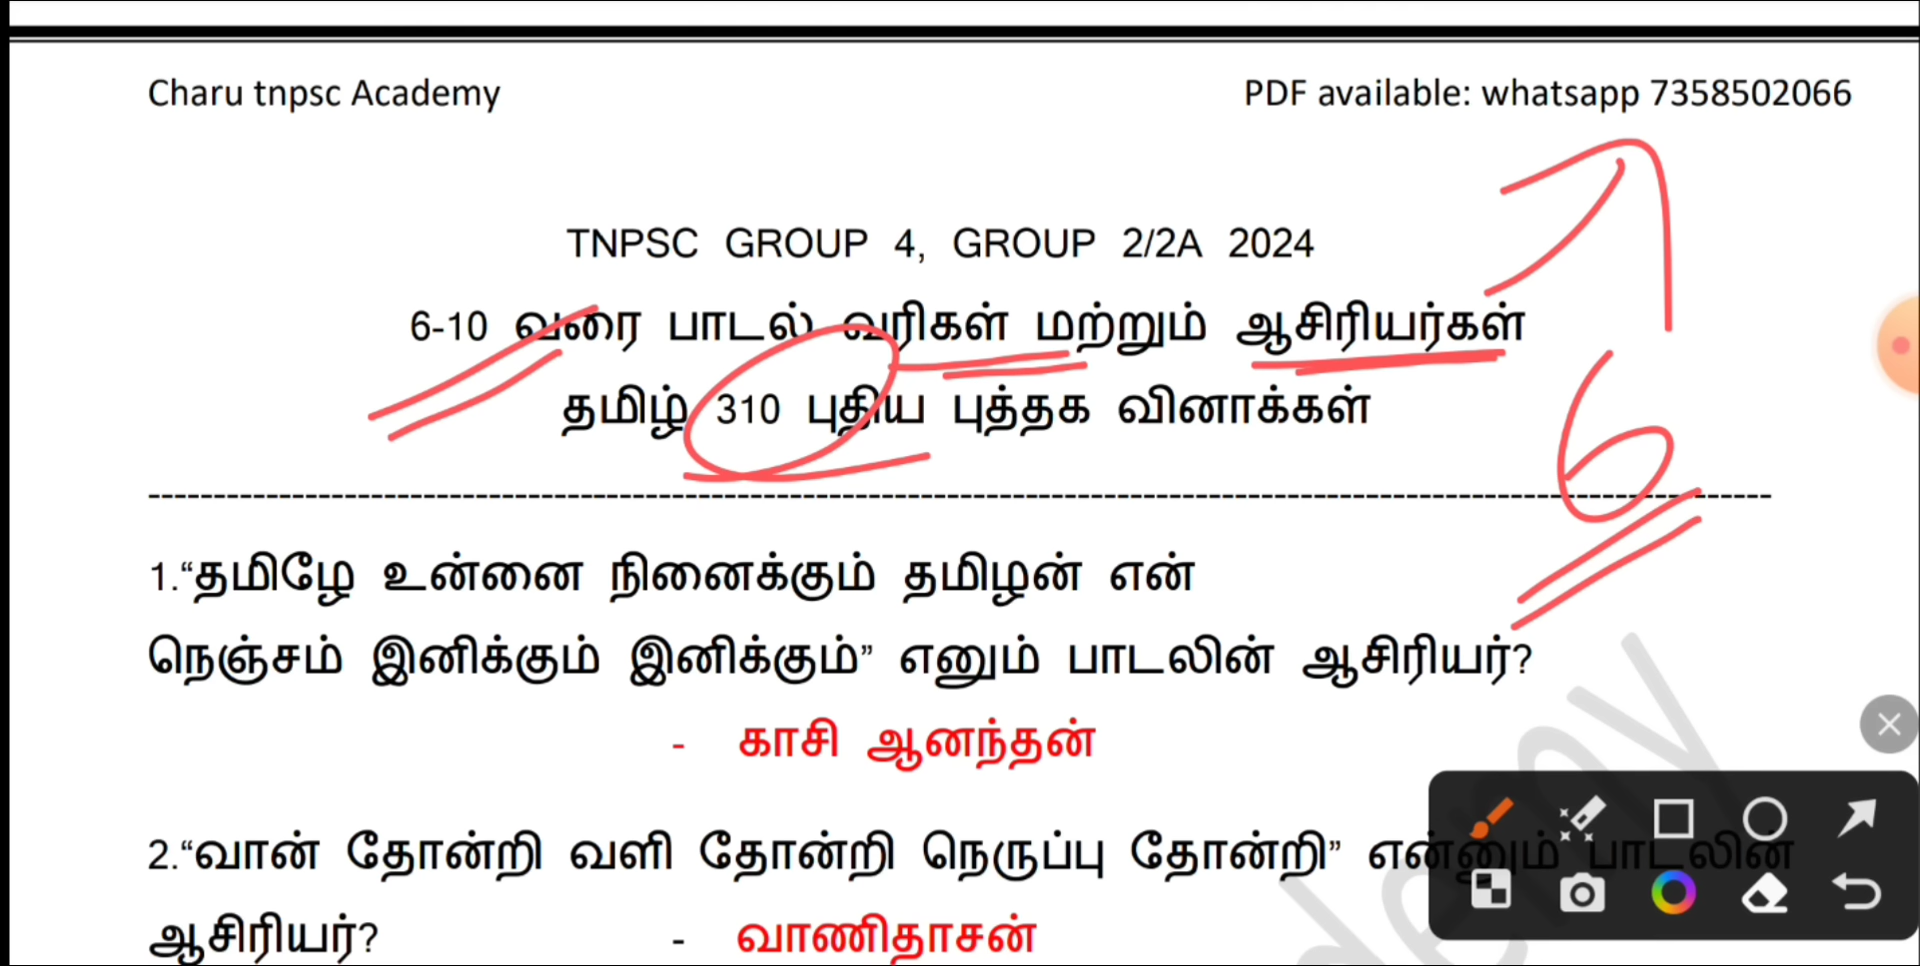 Charu tnpsc Academy PDF available: whatsapp 7358502066
TNPSC GROUP 4, GROUP 2/2A 2024
6-10 வரை பாடல் வரிகள் மற்றும் ஆசிரியர்கள்
தமிழ் 310 புதிய புத்தக வினாக்கள்
6
1.“தமிழே உன்னை நினைக்கும் தமிழன் என்
நெஞ்சம் இனிக்கும் இனிக்கும்” எனும் பாடலின் ஆசிரியர்?
- காசி ஆனந்தன்
2.“வான் தோன்றி வளி தோன்றி நெருப்பு தோன்றி” என்னும் பாடலின்
ஆசிரியர்? - வாணிதாசன்